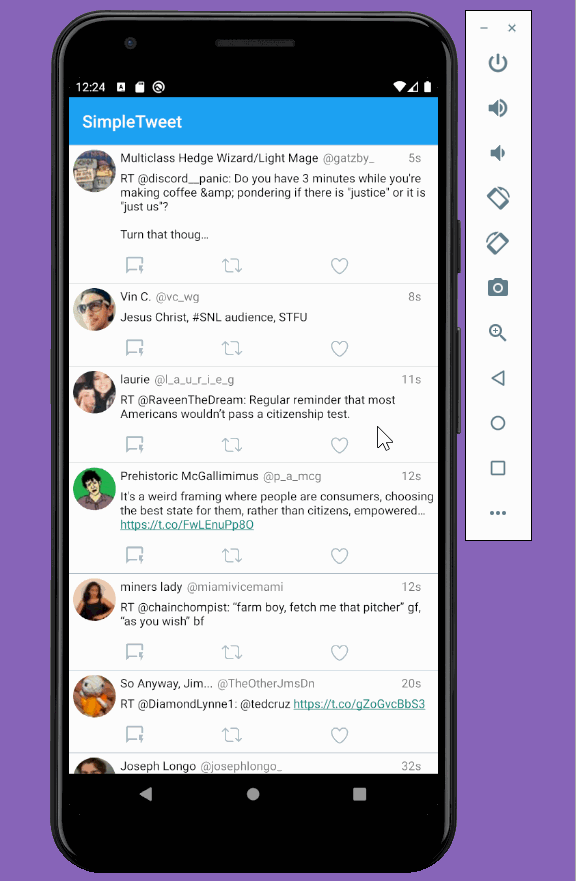 12:24
SimpleTweet
Multiclass Hedge Wizard/Light Mage @gatzby_ 5s
RT @discord__panic: Do you have 3 minutes while you're
making coffee &amp; pondering if there is "justice" or it is
"just us"?
Turn that thoug…
Vin C. @vc_wg 8s
Jesus Christ, #SNL audience, STFU
laurie @l_a_u_r_i_e_g 11s
RT @RaveenTheDream: Regular reminder that most
Americans wouldn’t pass a citizenship test.
Prehistoric McGallimimus @p_a_mcg 12s
It's a weird framing where people are consumers, choosing
the best state for them, rather than citizens, empowered…
https://t.co/FwLEnuPp8O
miners lady @miamivicemami 12s
RT @chainchompist: “farm boy, fetch me that pitcher” gf,
“as you wish” bf
So Anyway, Jim... @TheOtherJmsDn 20s
RT @DiamondLynne1: @tedcruz https://t.co/gZoGvcBbS3
Joseph Longo @josephlongo_ 32s